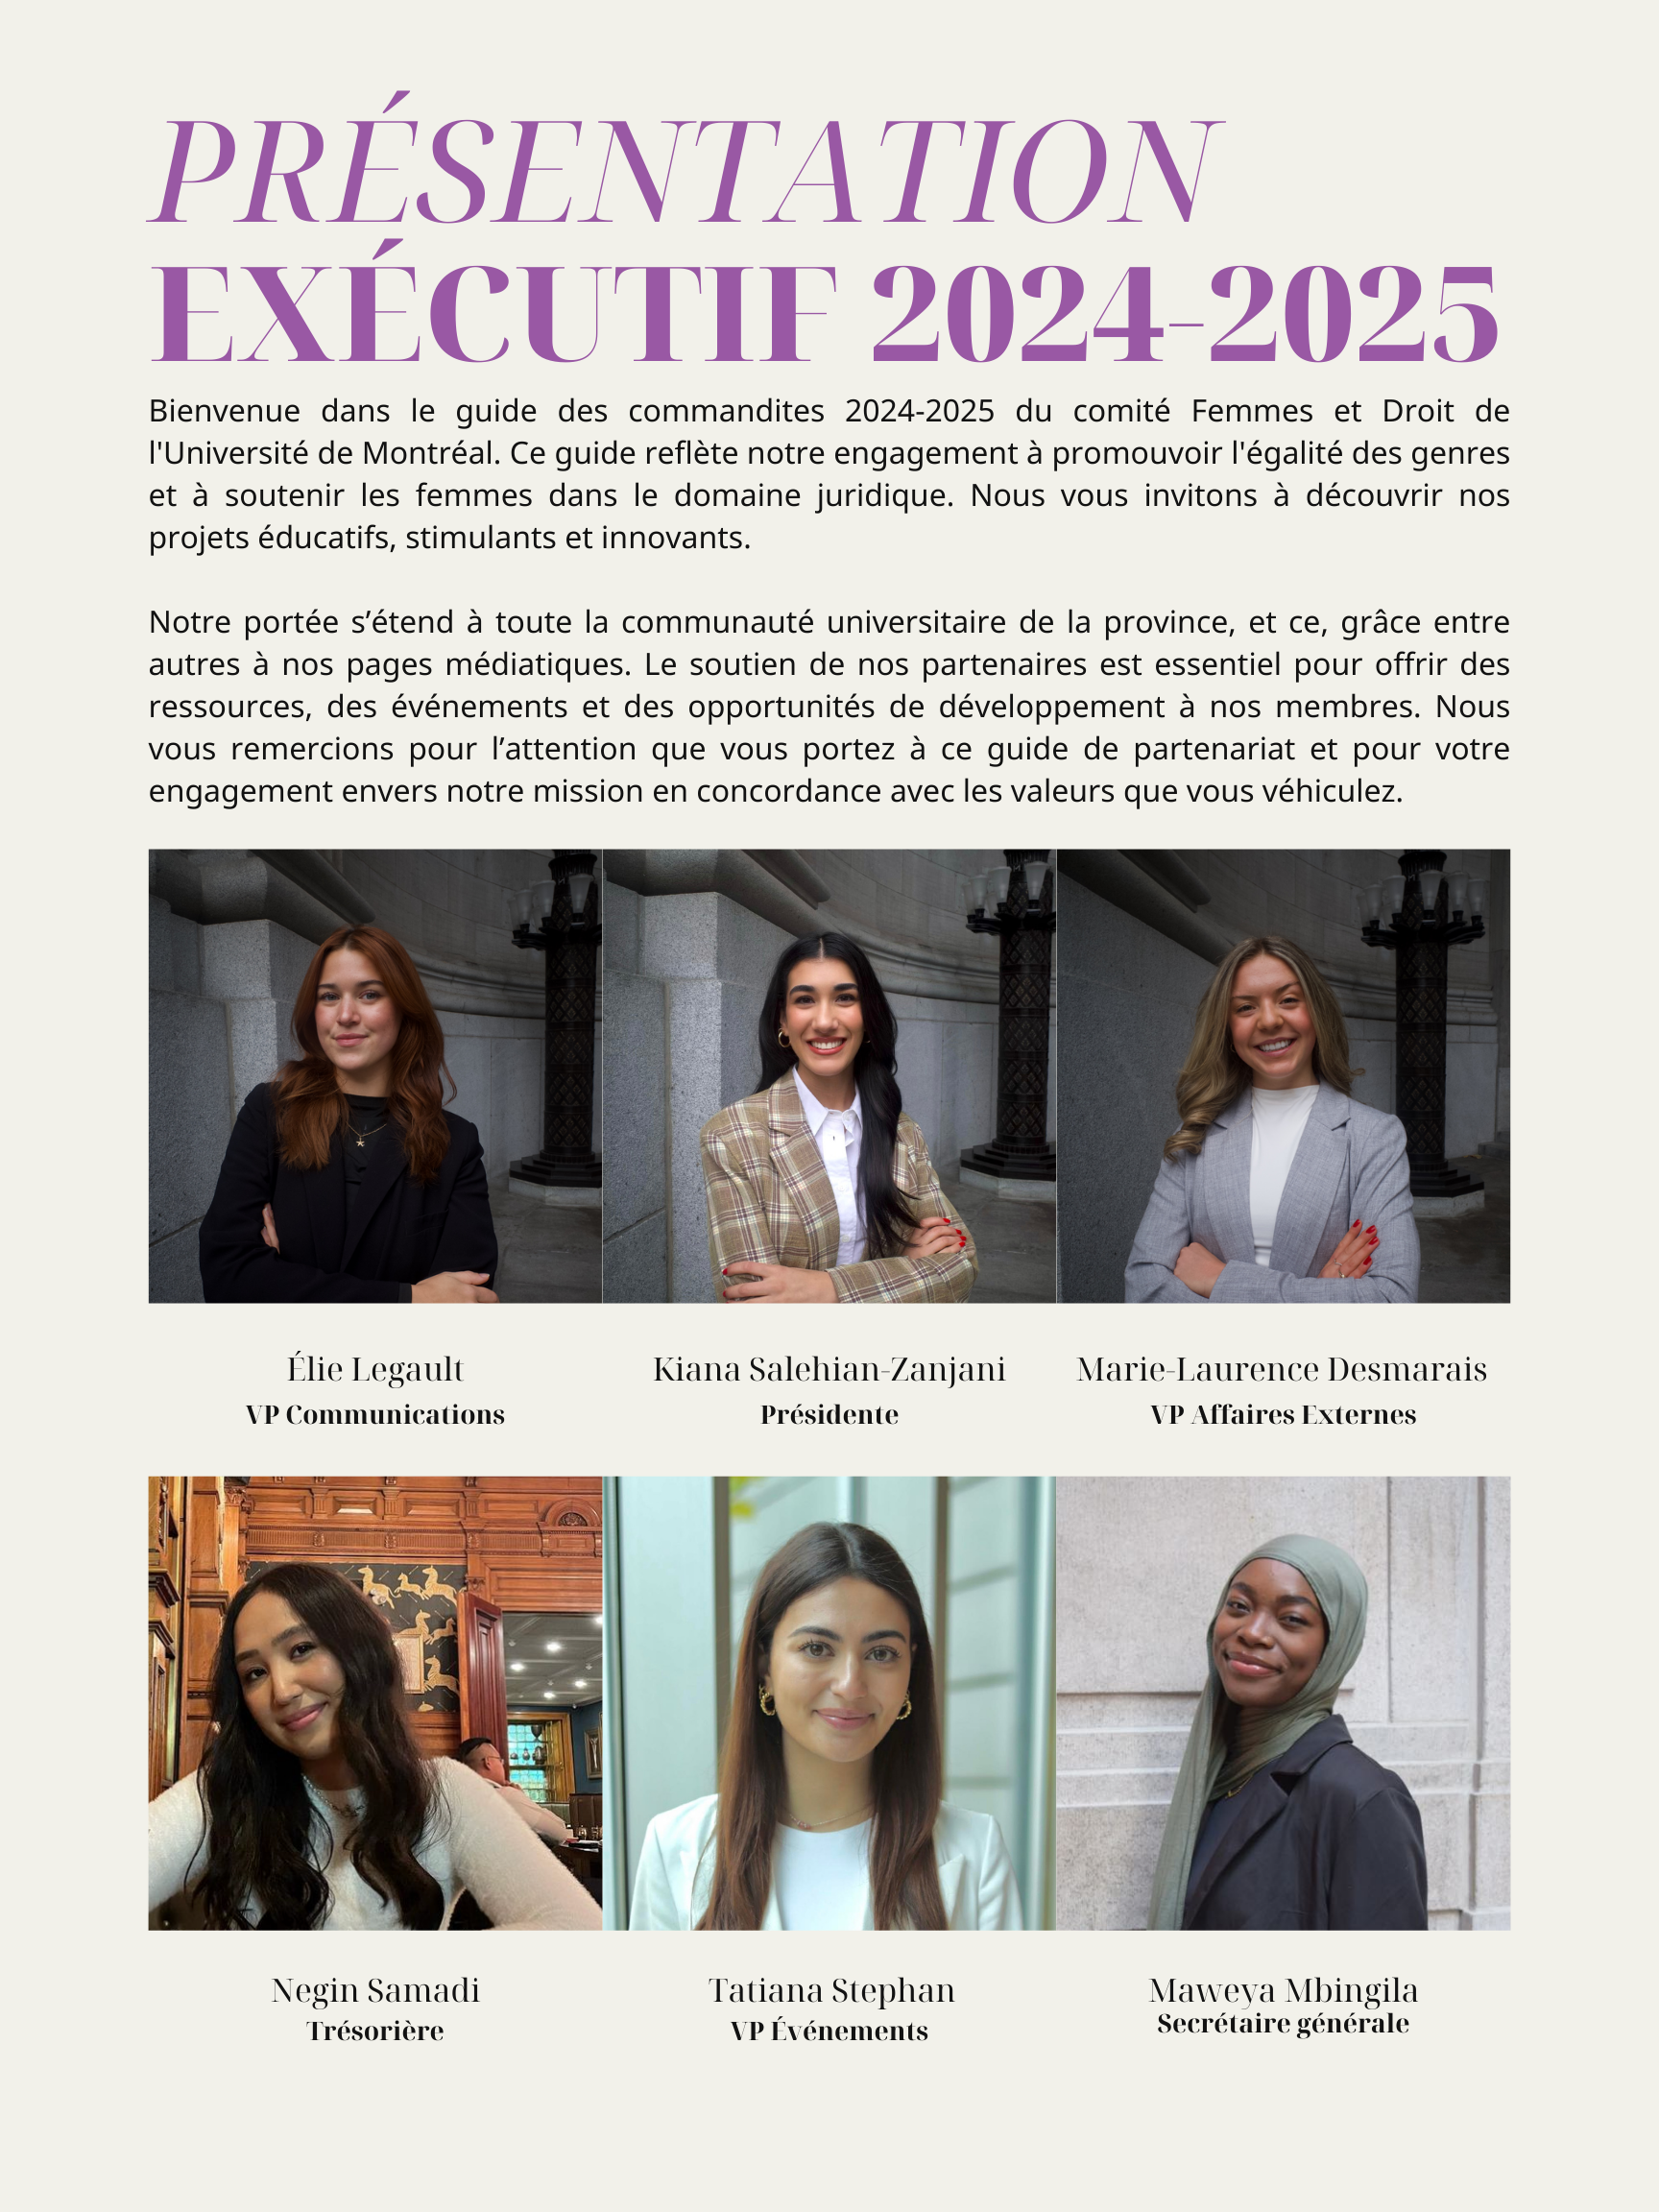 PRÉSENTATION
EXÉCUTIF 2024-2025
Bienvenue dans le guide des commandites 2024-2025 du comité Femmes et Droit de
l'Université de Montréal. Ce guide reflète notre engagement à promouvoir l'égalité des genres
et à soutenir les femmes dans le domaine juridique. Nous vous invitons à découvrir nos
projets éducatifs, stimulants et innovants.
Notre portée s’étend à toute la communauté universitaire de la province, et ce, grâce entre
autres à nos pages médiatiques. Le soutien de nos partenaires est essentiel pour offrir des
ressources, des événements et des opportunités de développement à nos membres. Nous
vous remercions pour l’attention que vous portez à ce guide de partenariat et pour votre
engagement envers notre mission en concordance avec les valeurs que vous véhiculez.
Élie Legault
VP Communications
Kiana Salehian-Zanjani
Présidente
Marie-Laurence Desmarais
VP Affaires Externes
Negin Samadi
Trésorière
Tatiana Stephan
VP Événements
Maweya Mbingila
Secrétaire générale